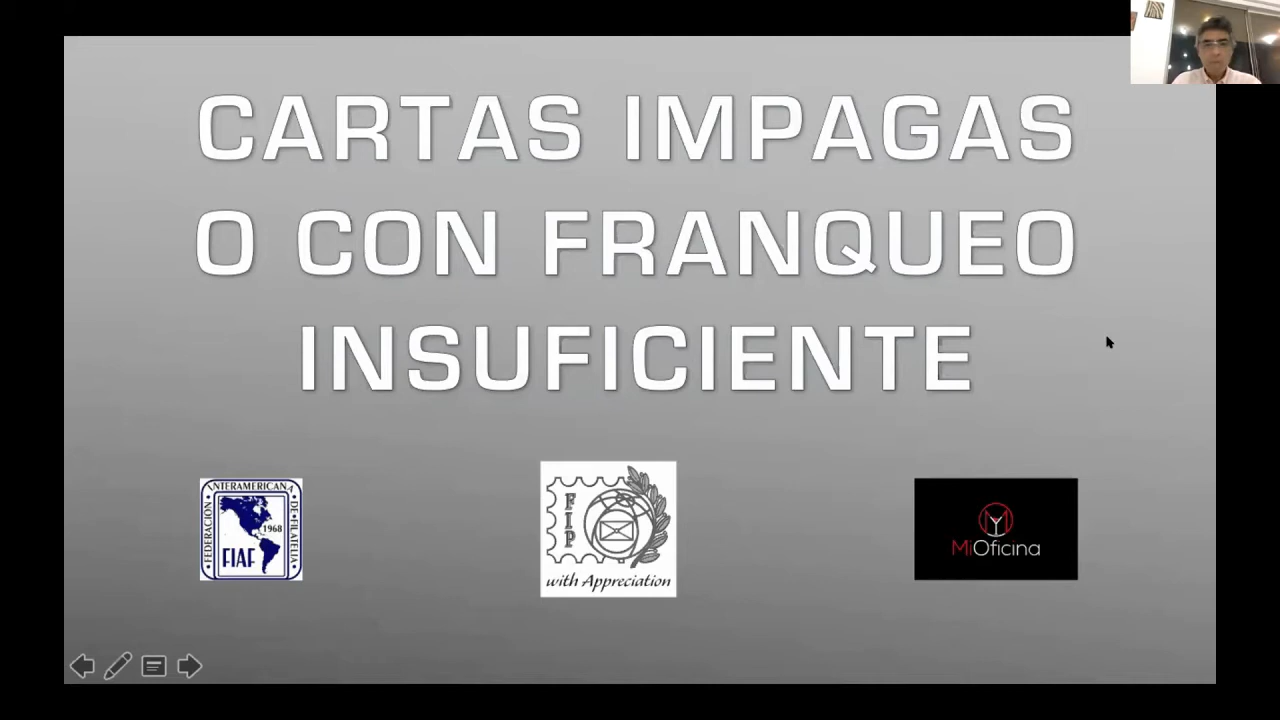 CARTAS IMPAGAS
O CON FRANQUEO
INSUFICIENTE
FEDERACION INTERAMERICANA DE FILATELIA
1968
FIAF
FIP
with Appreciation
MiOficina